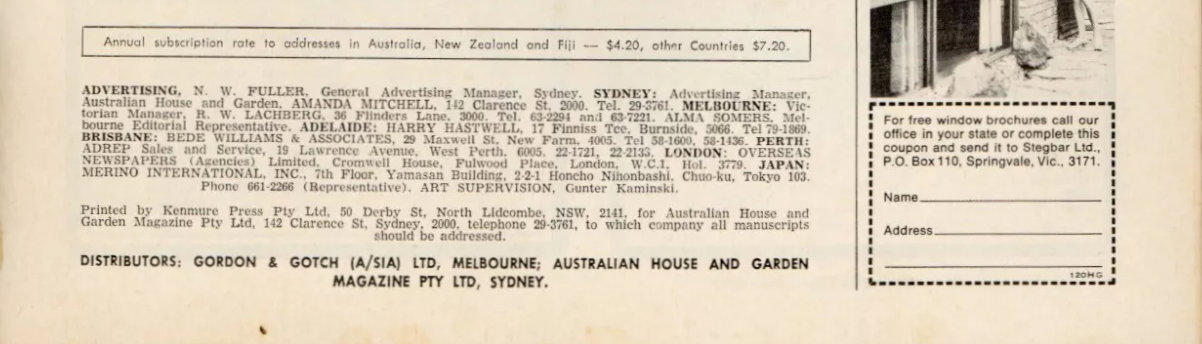 Annual subscription rate to addresses in Australia, New Zealand and Fiji — $4.20, other Countries $7.20.
ADVERTISING, N. W. FULLER, General Advertising Manager, Sydney. SYDNEY: Advertising Manager,
Australian House and Garden, AMANDA MITCHELL, 142 Clarence St, 2000. Tel. 29-3761. MELBOURNE: Vic-
torian Manager, R. W. LACHBERG, 36 Flinders Lane, 3000. Tel. 63-2294 and 63-7221. ALMA SOMERS, Mel-
bourne Editorial Representative. ADELAIDE: HARRY HASTWELL, 17 Finniss Tce, Burnside, 5066. Tel 79-1869.
BRISBANE: BEDE WILLIAMS & ASSOCIATES, 29 Maxwell St, New Farm, 4005. Tel 58-1600, 58-1436. PERTH:
ADREP Sales and Service, 19 Lawrence Avenue, West Perth, 6005. 22-1721, 22-2135. LONDON: OVERSEAS
NEWSPAPERS (Agencies) Limited, Cromwell House, Fulwood Place, London, W.C.I, Hol. 3779. JAPAN:
MERINO INTERNATIONAL, INC., 7th Floor, Yamasan Building, 2-2-1 Honcho Nihonbashi, Chuo-ku, Tokyo 103.
Phone 661-2266 (Representative). ART SUPERVISION, Gunter Kaminski.
Printed by Kenmure Press Pty Ltd, 50 Derby St, North Lidcombe, NSW, 2141, for Australian House and
Garden Magazine Pty Ltd, 142 Clarence St, Sydney, 2000, telephone 29-3761, to which company all manuscripts
should be addressed.
DISTRIBUTORS: GORDON & GOTCH (A/SIA) LTD, MELBOURNE; AUSTRALIAN HOUSE AND GARDEN
MAGAZINE PTY LTD, SYDNEY.
For free window brochures call our
office in your state or complete this
coupon and send it to Stegbar Ltd.,
P.O. Box 110, Springvale, Vic., 3171.
Name
Address
120HG